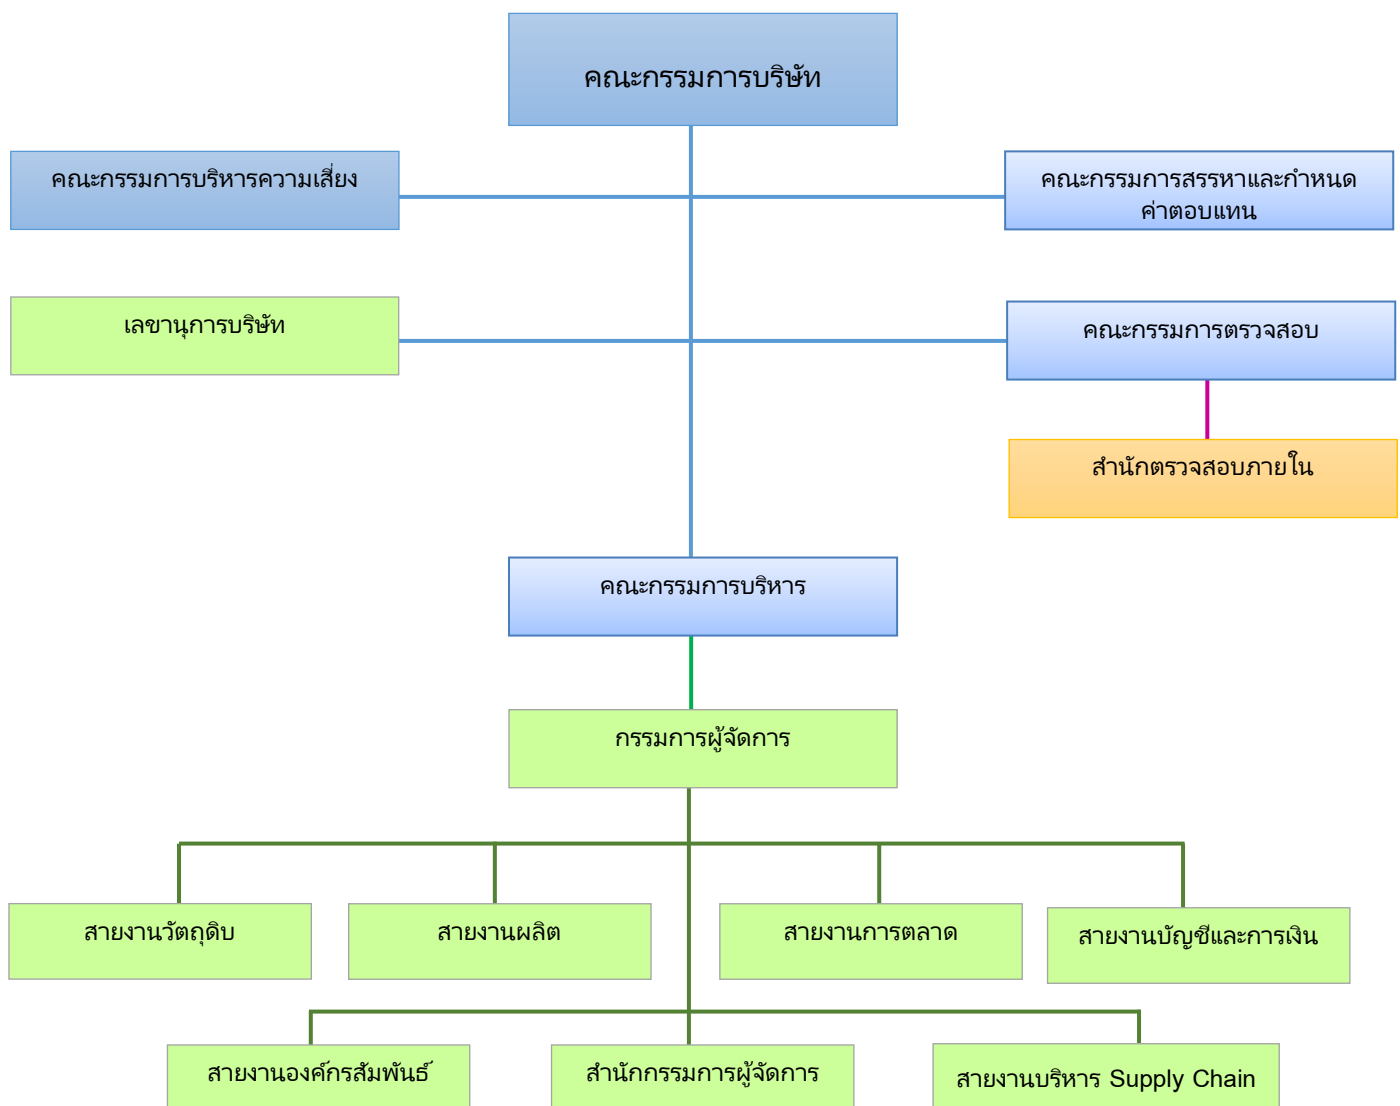 คณะกรรมการบริษัท
คณะกรรมการบริหารความเสี่ยง
คณะกรรมการสรรหาและกำหนด
ค่าตอบแทน
เลขานุการบริษัท
คณะกรรมการตรวจสอบ
สำนักตรวจสอบภายใน
คณะกรรมการบริหาร
กรรมการผู้จัดการ
สายงานวัตถุดิบ
สายงานผลิต
สายงานการตลาด
สายงานบัญชีและการเงิน
สายงานองค์กรสัมพันธ์
สำนักกรรมการผู้จัดการ
สายงานบริหาร Supply Chain